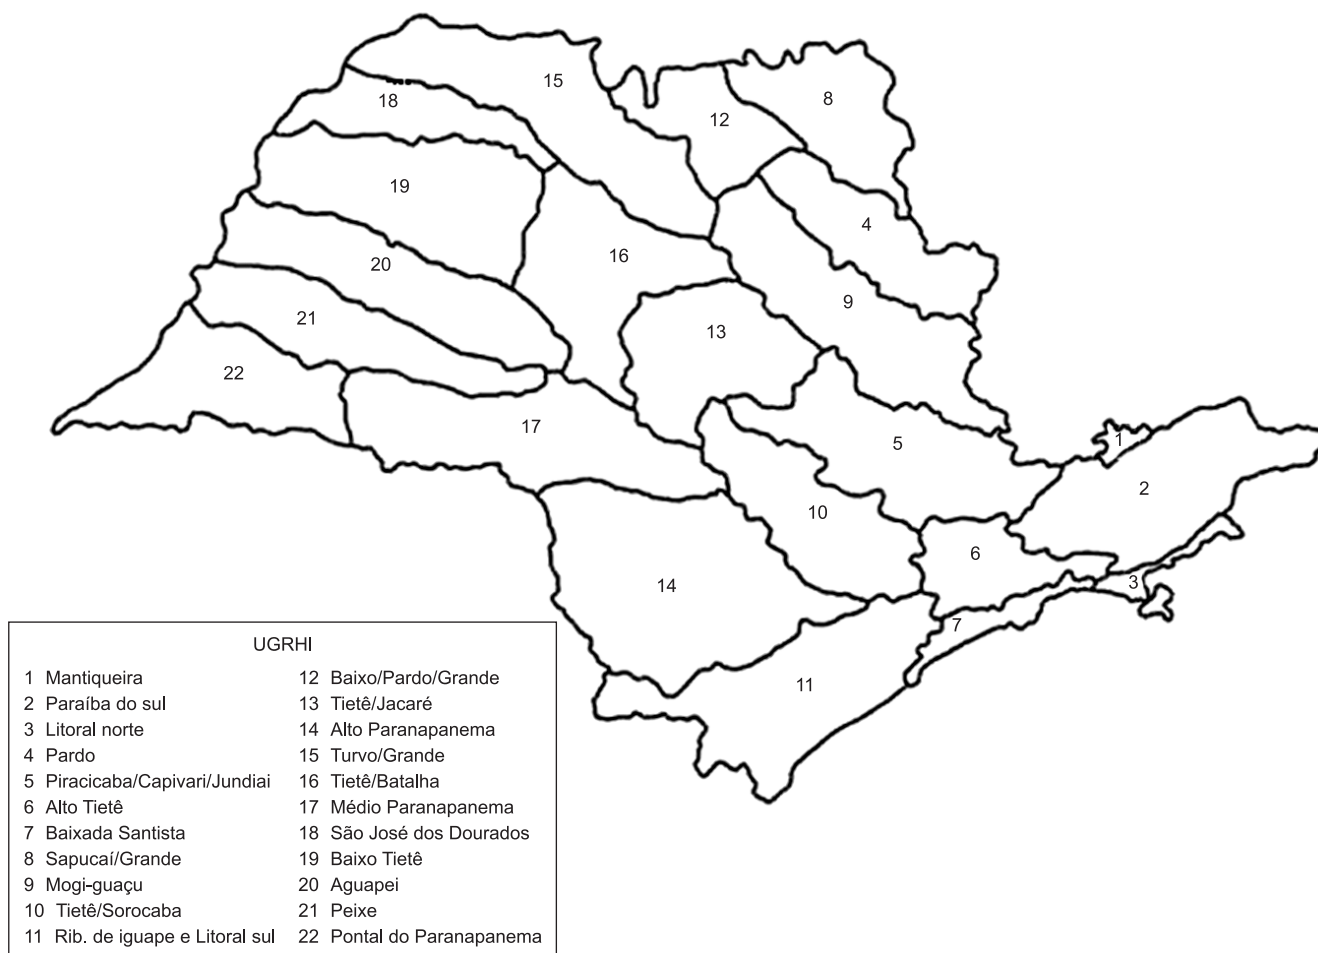 15
18
8
12
19
4
16
20
9
21
13
22
17
1
5
2
10
6
3
14
7
11
UGRHI
1 Mantiqueira
2 Paraíba do sul
3 Litoral norte
4 Pardo
5 Piracicaba/Capivari/Jundiai
6 Alto Tietê
7 Baixada Santista
8 Sapucaí/Grande
9 Mogi-guaçu
10 Tietê/Sorocaba
11 Rib. de iguape e Litoral sul
12 Baixo/Pardo/Grande
13 Tietê/Jacaré
14 Alto Paranapanema
15 Turvo/Grande
16 Tietê/Batalha
17 Médio Paranapanema
18 São José dos Dourados
19 Baixo Tietê
20 Aguapei
21 Peixe
22 Pontal do Paranapanema